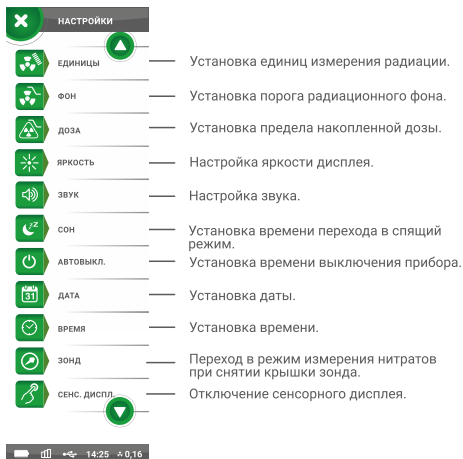 НАСТРОЙКИ
ЕДИНИЦЫ — Установка единиц измерения радиации.
ФОН — Установка порога радиационного фона.
ДОЗА — Установка предела накопленной дозы.
ЯРКОСТЬ — Настройка яркости дисплея.
ЗВУК — Настройка звука.
СОН — Установка времени перехода в спящий
режим.
АВТОВЫКЛ. — Установка времени выключения прибора.
31 ДАТА — Установка даты.
ВРЕМЯ — Установка времени.
ЗОНД — Переход в режим измерения нитратов
при снятии крышки зонда.
СЕНС. ДИСПЛ. — Отключение сенсорного дисплея.
14:25 0,16